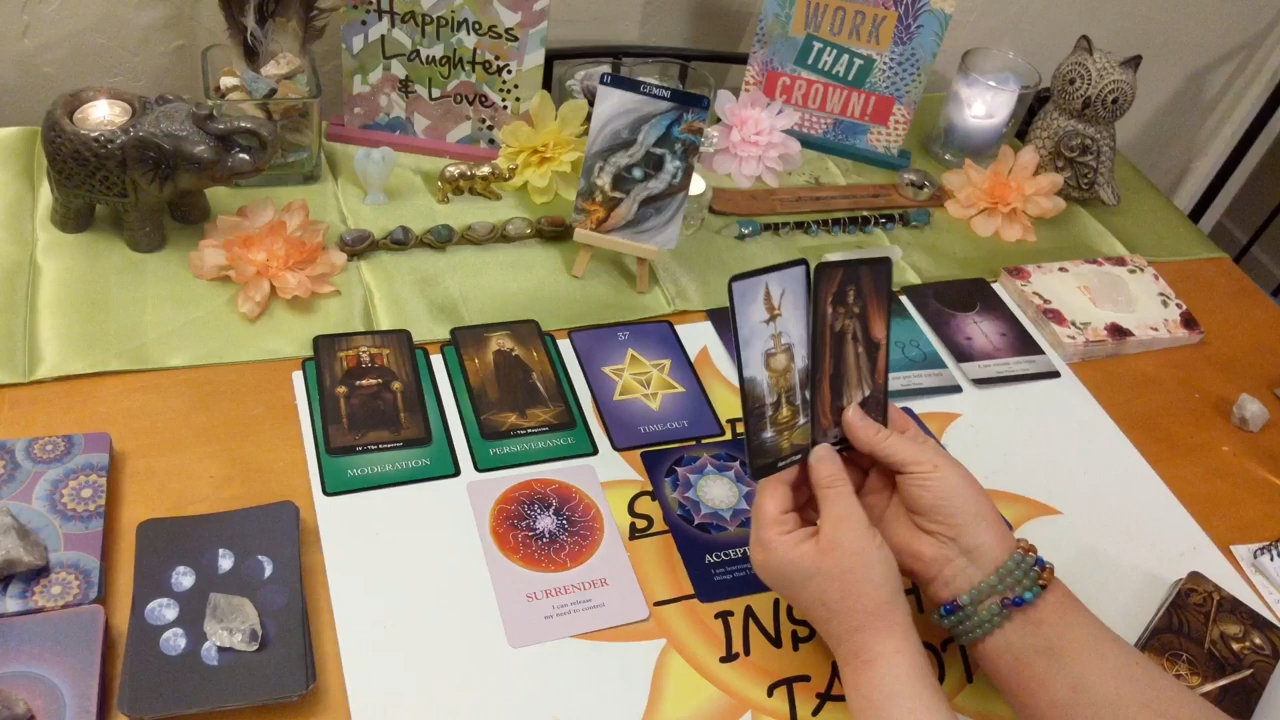 Happiness
Laughter
& Love
WORK
THAT
CROWN!
II
GEMINI
IV • The Emperor
MODERATION
I • The Magician
PERSEVERANCE
37
TIME-OUT
SURRENDER
I can release
my need to control
ACCEPT
I am learning
things that I
INS
TA